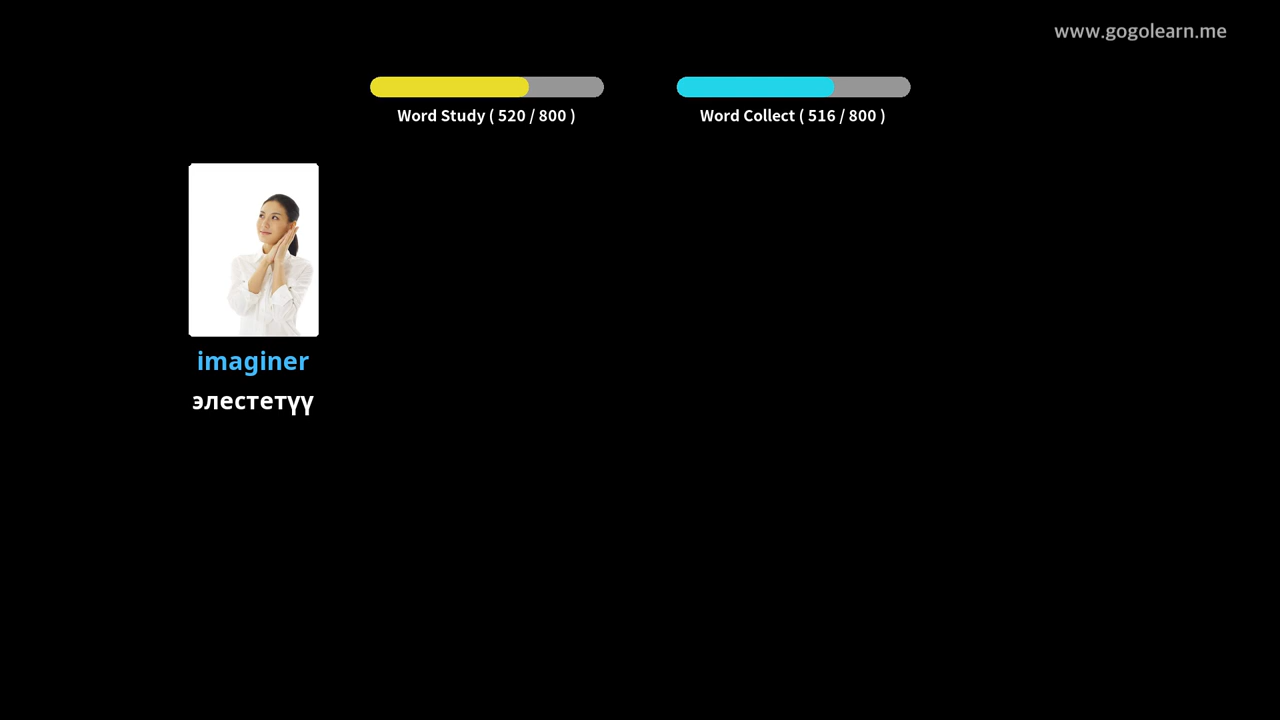 www.gogolearn.me
Word Study ( 520 / 800 )
Word Collect ( 516 / 800 )
imaginer
элестетүү